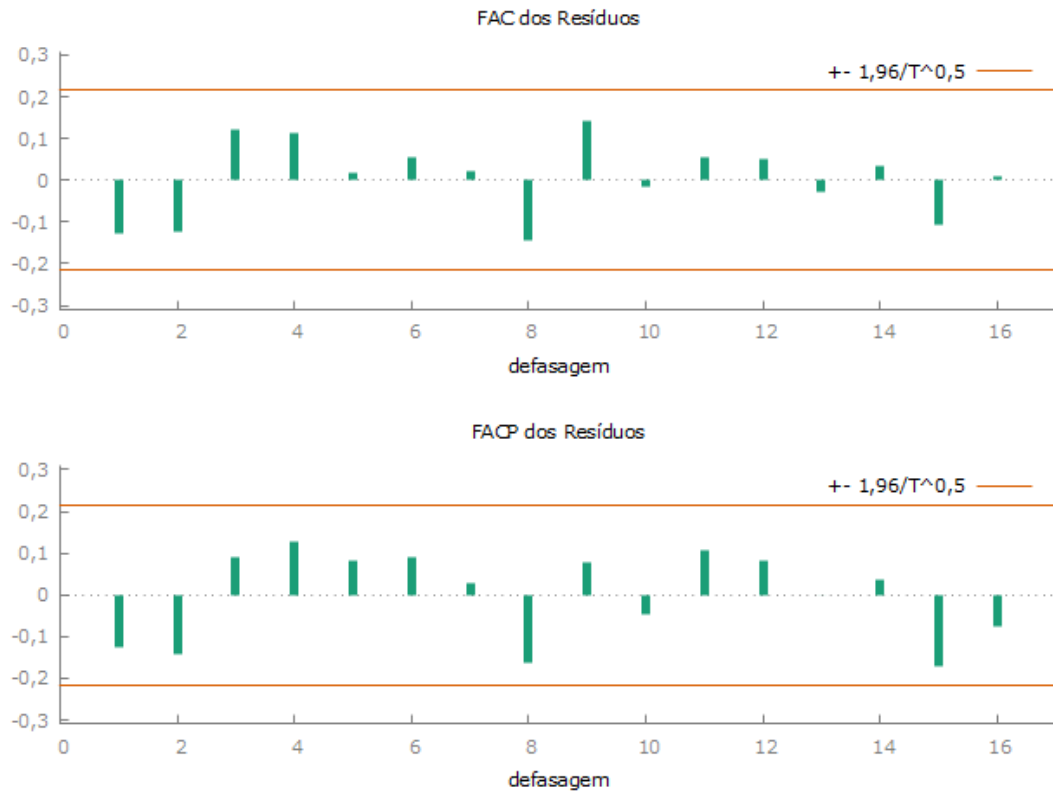 FAC dos Resíduos
0,3
+- 1,96/T^0,5
0,2
0,1
0
-0,1
-0,2
-0,3
0 2 4 6 8 10 12 14 16
defasagem
FACP dos Resíduos
0,3
+- 1,96/T^0,5
0,2
0,1
0
-0,1
-0,2
-0,3
0 2 4 6 8 10 12 14 16
defasagem